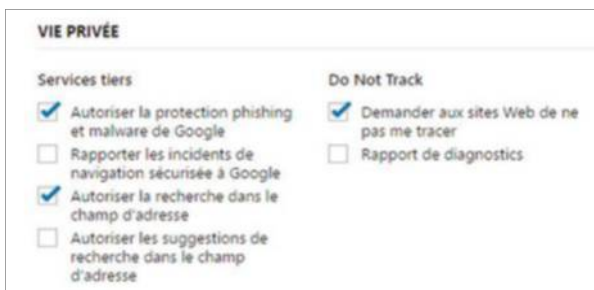 VIE PRIVÉE
Services tiers
Autoriser la protection phishing
et malware de Google
Rapporter les incidents de
navigation sécurisée à Google
Autoriser la recherche dans le
champ d'adresse
Autoriser les suggestions de
recherche dans le champ
d'adresse
Do Not Track
Demander aux sites Web de ne
pas me tracer
Rapport de diagnostics